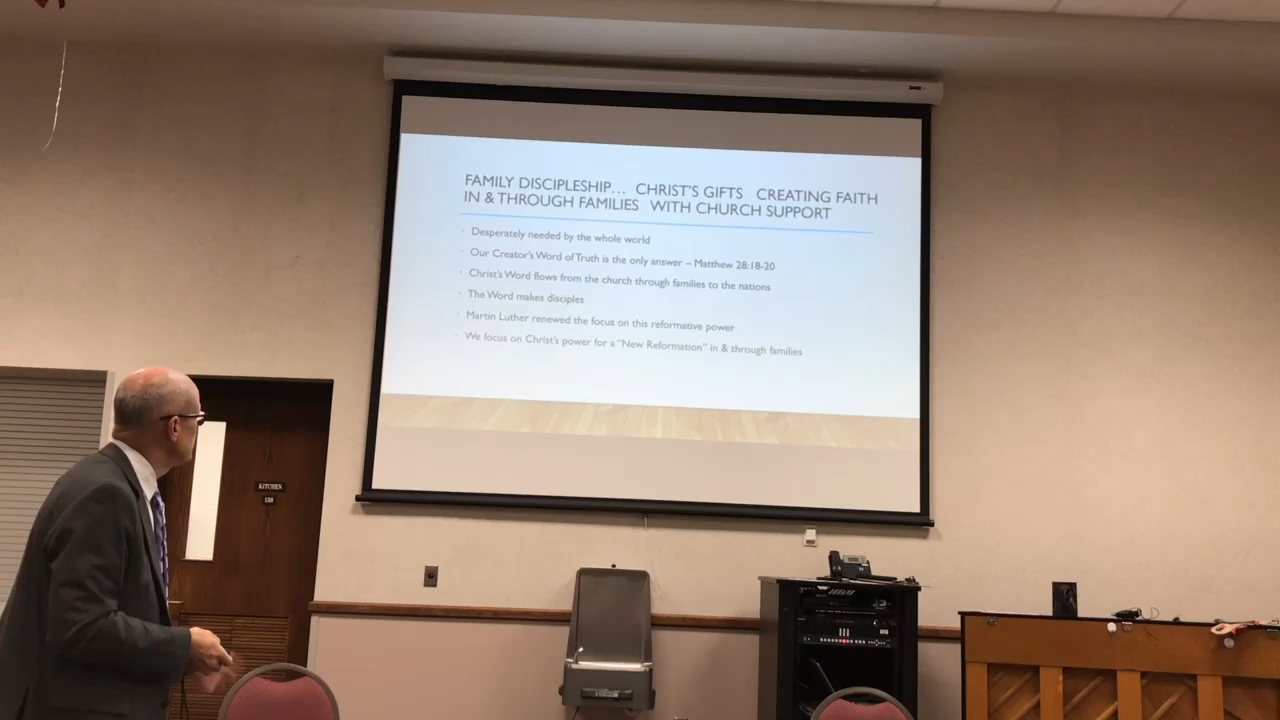 FAMILY DISCIPLESHIP... CHRIST'S GIFTS CREATING FAITH
IN & THROUGH FAMILIES WITH CHURCH SUPPORT
Desperately needed by the whole world
Our Creator's Word of Truth is the only answer – Matthew 28:18-20
Christ's Word flows from the church through families to the nations
The Word makes disciples
Martin Luther renewed the focus on this reformative power
We focus on Christ's power for a "New Reformation" in & through families
KITCHEN